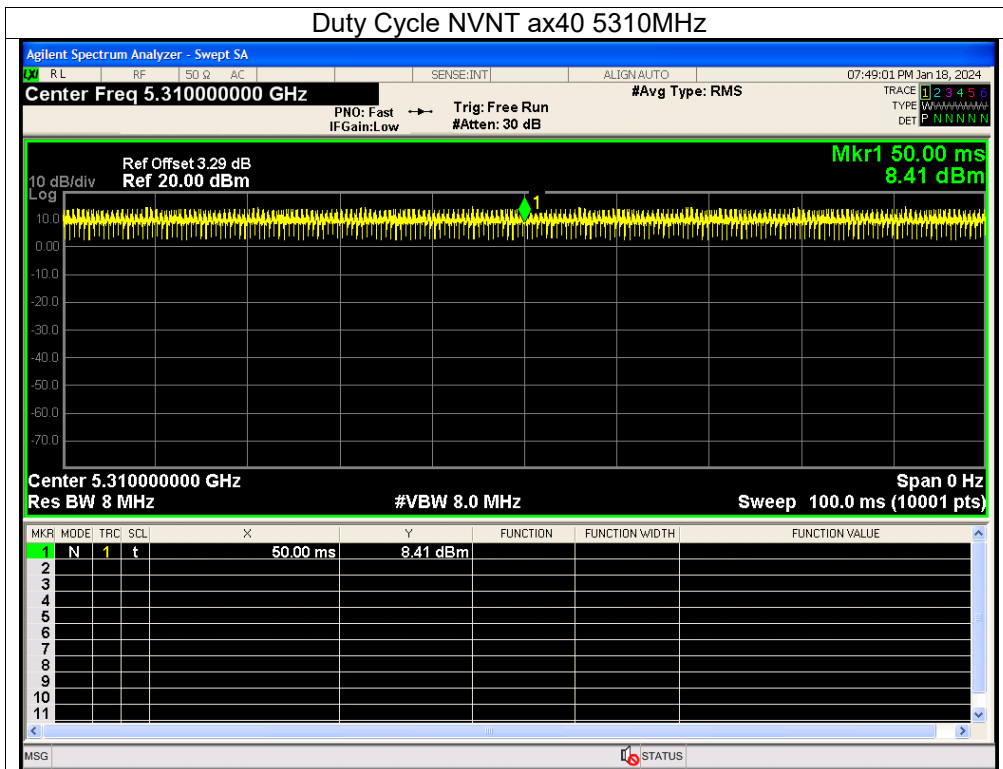 Duty Cycle NVNT ax40 5310MHz
Agilent Spectrum Analyzer - Swept SA
LXI RL RF 50 Ω AC SENSE:INT ALIGN AUTO 07:49:01 PM Jan 18, 2024
Center Freq 5.310000000 GHz #Avg Type: RMS TRACE 1 2 3 4 5 6
PNO: Fast Trig: Free Run TYPE WWWWWW
IFGain:Low #Atten: 30 dB DET P N N N N N
Mkr1 50.00 ms
Ref Offset 3.29 dB
10 dB/div Ref 20.00 dBm 8.41 dBm
Log
1
10.0
0.00
-10.0
-20.0
-30.0
-40.0
-50.0
-60.0
-70.0
Center 5.310000000 GHz Span 0 Hz
Res BW 8 MHz #VBW 8.0 MHz Sweep 100.0 ms (10001 pts)
MKR MODE TRC SCL X Y FUNCTION FUNCTION WIDTH FUNCTION VALUE
1 N 1 t 50.00 ms 8.41 dBm
2
3
4
5
6
7
8
9
10
11
MSG STATUS